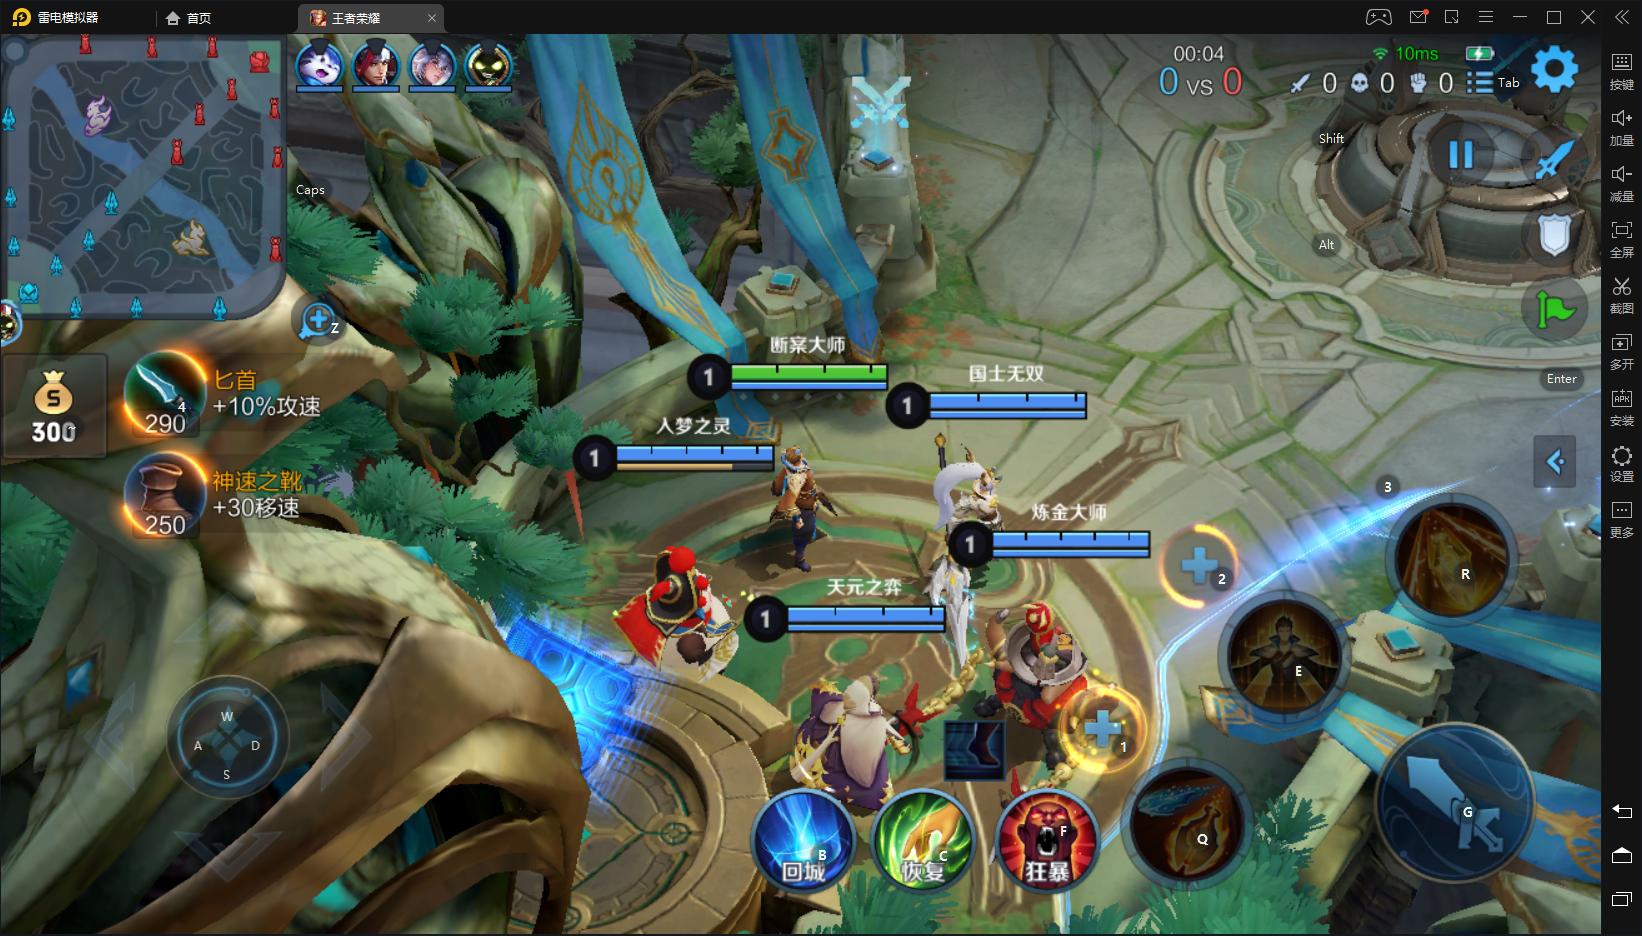 雷电模拟器
首页
王者荣耀
00:04
10ms
0 VS 0
0
0
0
Tab
Shift
Caps
Alt
Z
Enter
300
匕首
+10%攻速
4
290
神速之靴
+30移速
250
断案大师
1
国士无双
1
入梦之灵
1
炼金大师
1
天元之弈
1
3
R
2
E
1
W
A
D
S
B
回城
C
恢复
F
狂暴
Q
G
按键
加量
减量
全屏
截图
多开
APK
安装
设置
更多